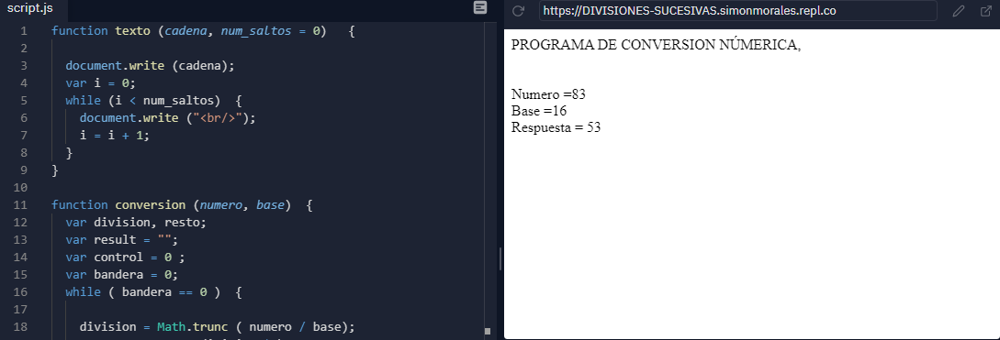 script.js
1 function texto (cadena, num_saltos = 0)   {
2
3   document.write (cadena);
4   var i = 0;
5   while (i < num_saltos)  {
6     document.write ("<br/>");
7     i = i + 1;
8   }
9 }
10
11 function conversion (numero, base)  {
12   var division, resto;
13   var result = "";
14   var control = 0 ;
15   var bandera = 0;
16   while ( bandera == 0 )  {
17
18     division = Math.trunc ( numero / base);
https://DIVISIONES-SUCESIVAS.simonmorales.repl.co
PROGRAMA DE CONVERSION NÚMERICA,
Numero =83
Base =16
Respuesta = 53